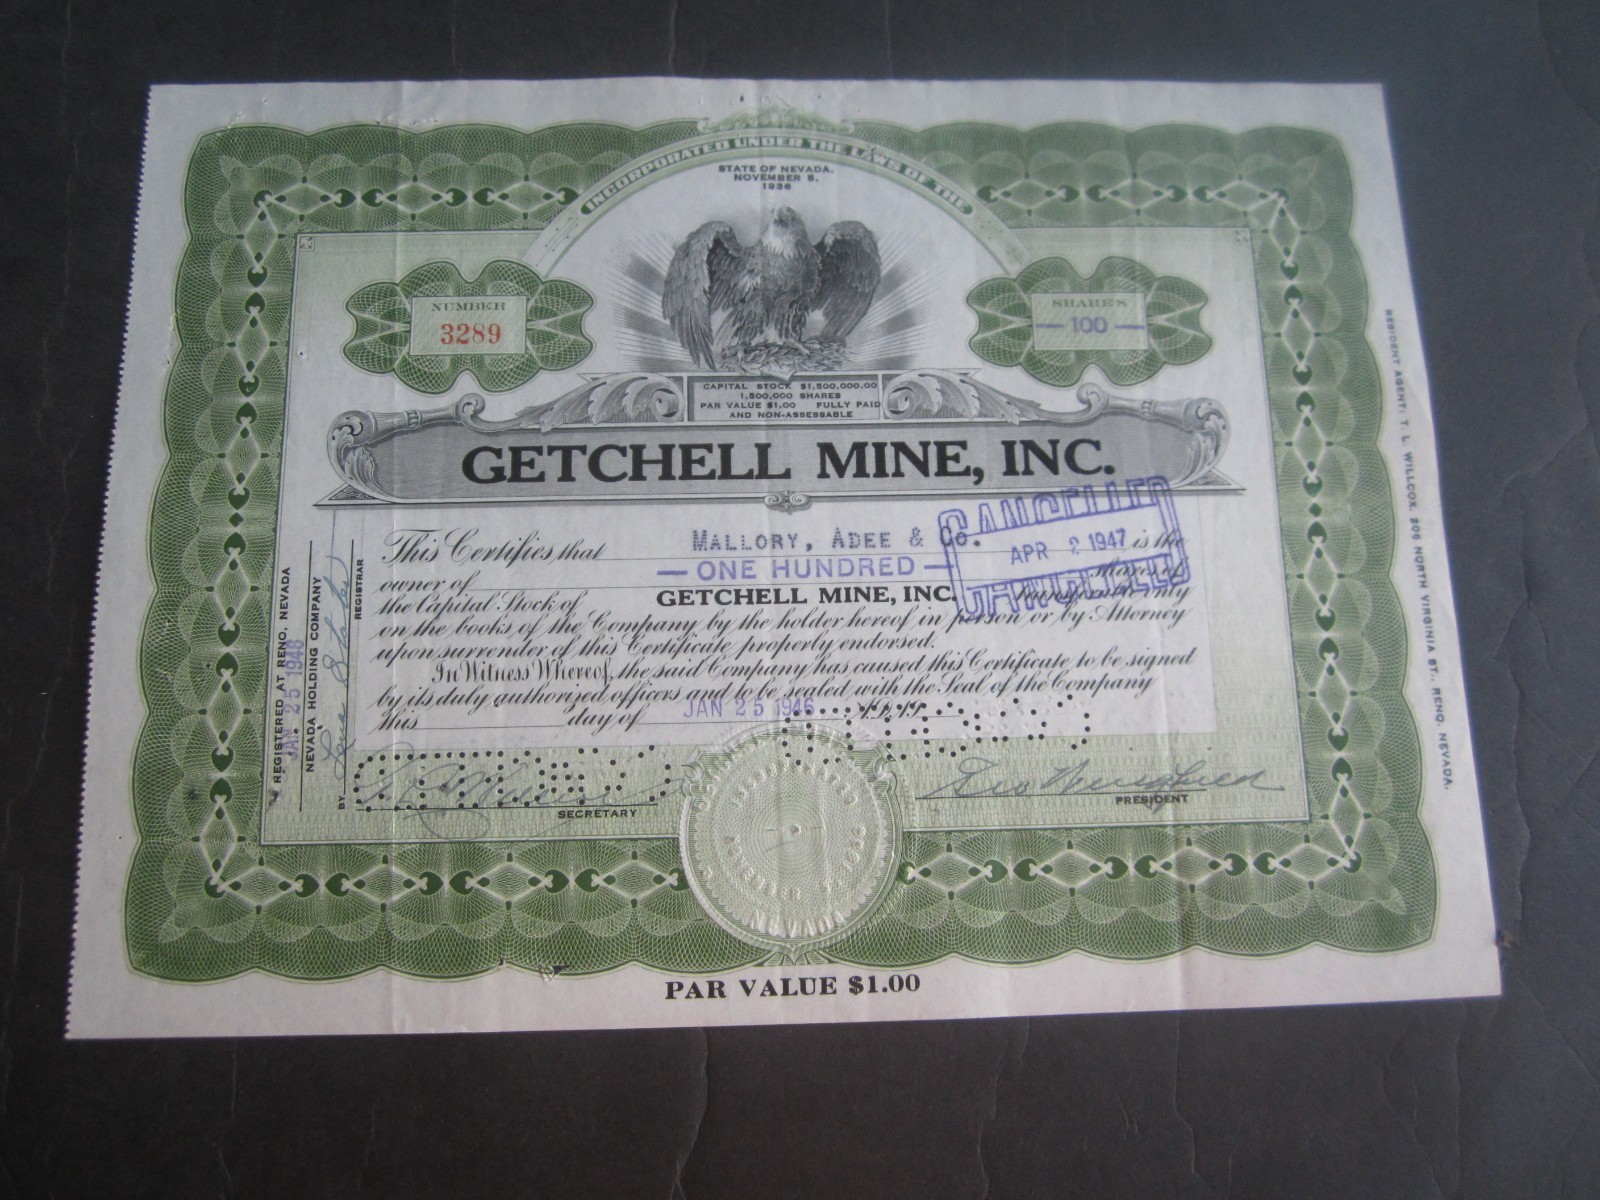 INCORPORATED UNDER THE LAWS OF THE
STATE OF NEVADA.
NOVEMBER 5,
1936
NUMBER
3289
SHARES
—100—
CAPITAL STOCK $1,500,000.00
1,500,000 SHARES
PAR VALUE $1.00 FULLY PAID
AND NON-ASSESSABLE
GETCHELL MINE, INC.
CANCELLED
APR 2 1947
CANCELLED
This Certifies that MALLORY, ADEE & Co. is the
owner of — ONE HUNDRED — shares of
the Capital Stock of GETCHELL MINE, INC. transferable only
on the books of the Company by the holder hereof in person or by Attorney
upon surrender of this Certificate properly endorsed.
In Witness Whereof, the said Company has caused this Certificate to be signed
by its duly authorized officers and to be sealed with the Seal of the Company
this day of JAN 25 1946 A.D. 19
SECRETARY
PRESIDENT
NEVADA
PAR VALUE $1.00
REGISTERED AT RENO, NEVADA
JAN 25 1946
NEVADA HOLDING COMPANY
BY
REGISTRAR
RESIDENT AGENT: T. L. WILLCOX, 206 NORTH VIRGINIA ST., RENO, NEVADA.